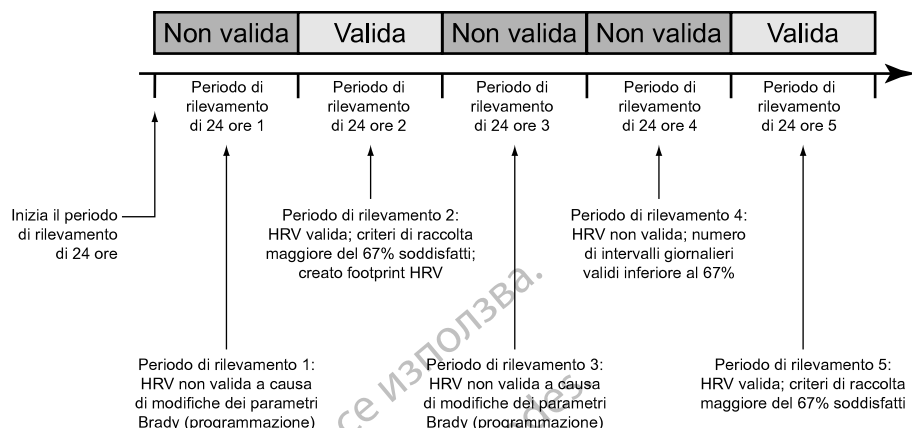 Non valida
Valida
Non valida
Non valida
Valida
Periodo di
rilevamento
di 24 ore 1
Periodo di
rilevamento
di 24 ore 2
Periodo di
rilevamento
di 24 ore 3
Periodo di
rilevamento
di 24 ore 4
Periodo di
rilevamento
di 24 ore 5
Inizia il periodo
di rilevamento
di 24 ore
Periodo di rilevamento 2:
HRV valida; criteri di raccolta
maggiore del 67% soddisfatti;
creato footprint HRV
Periodo di rilevamento 4:
HRV non valida; numero
di intervalli giornalieri
validi inferiore al 67%
Periodo di rilevamento 1:
HRV non valida a causa
di modifiche dei parametri
Brady (programmazione)
Periodo di rilevamento 3:
HRV non valida a causa
di modifiche dei parametri
Brady (programmazione)
Periodo di rilevamento 5:
HRV valida; criteri di raccolta
maggiore del 67% soddisfatti
се използва.